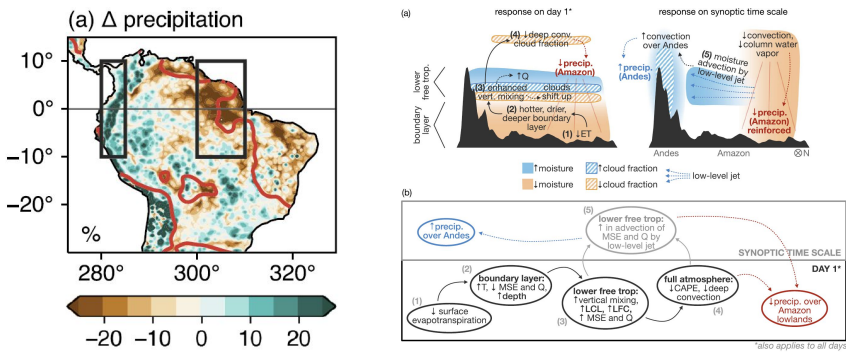 (a) Δ precipitation
15°
10°
0°
−10°
−20°
%
280°
300°
320°
−20
−10
0
10
20
(a)
response on day 1*
response on synoptic time scale
lower
free trop.
boundary
layer
(4) ↓deep conv.
cloud fraction
↓precip.
(Amazon)
↑Q
(3) enhanced
vert. mixing
clouds
shift up
(2) hotter, drier,
deeper boundary
layer
(1) ↓ET
↑convection
over Andes
↑precip.
(Andes)
(5) moisture
advection by
low-level jet
↓convection,
↓column water
vapor
↓precip.
(Amazon)
reinforced
Andes
Amazon
⊗N
↑moisture
↑cloud fraction
↓moisture
↓cloud fraction
low-level jet
(b)
↑precip.
over Andes
(5)
lower free trop:
↑ in advection of
MSE and Q by
low-level jet
SYNOPTIC TIME SCALE
DAY 1*
(1)
↓ surface
evapotranspiration
(2)
boundary layer:
↑T, ↓ MSE and Q,
↑depth
(3)
lower free trop:
↑vertical mixing,
↑LCL, ↑LFC,
↑ MSE and Q
full atmosphere:
↓CAPE, ↓deep
convection
(4)
↓precip. over
Amazon
lowlands
*also applies to all days